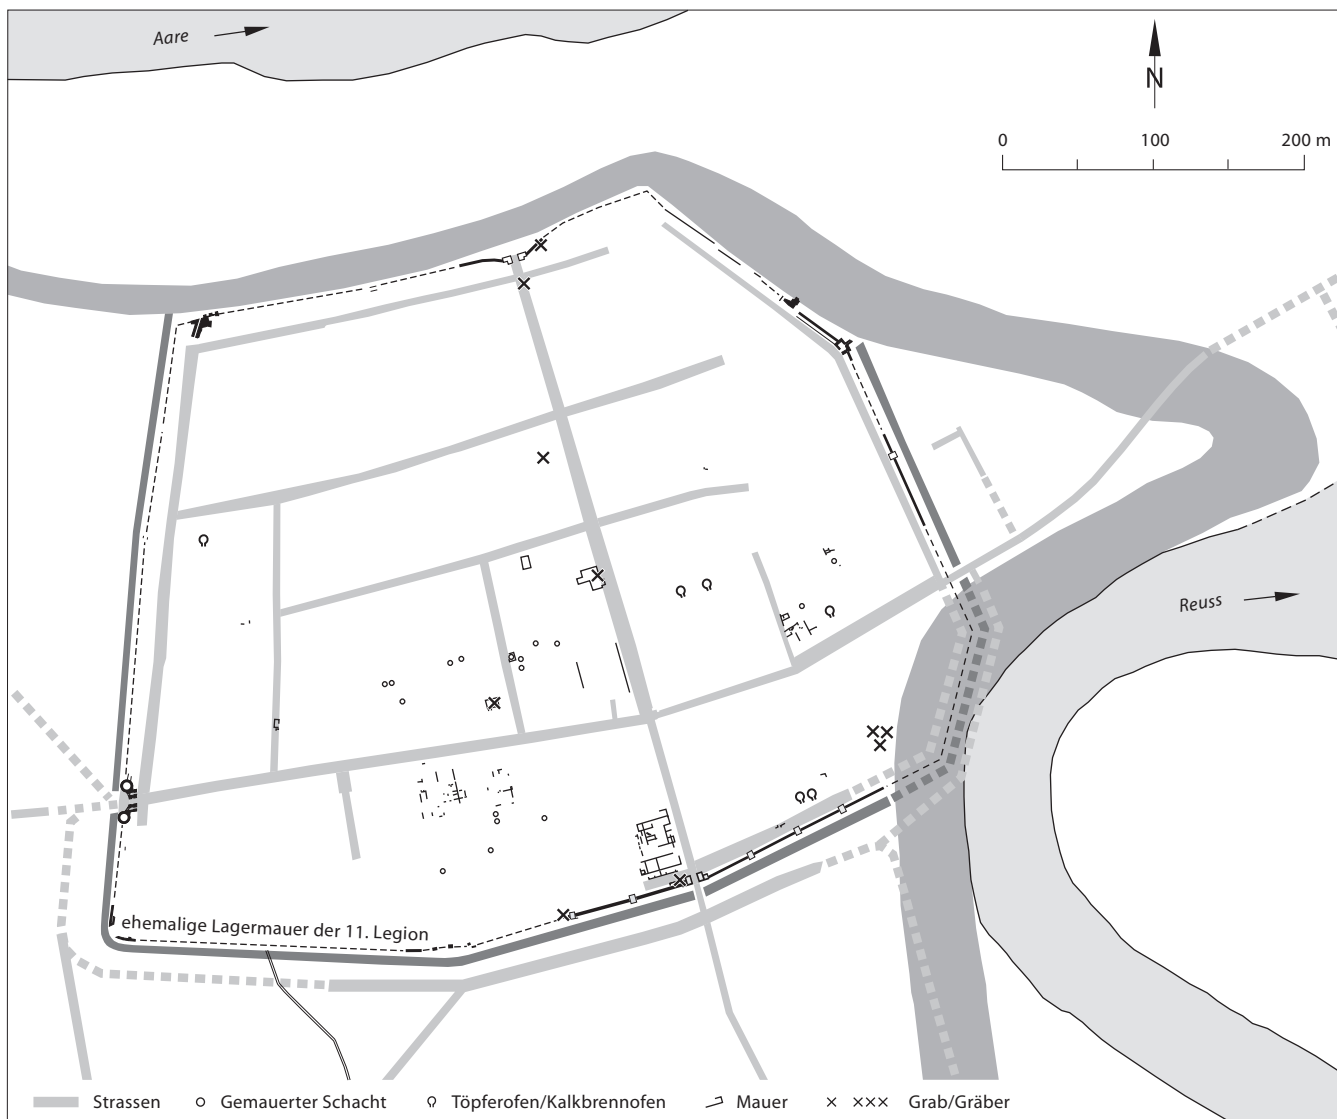 Aare
N
0 100 200 m
Reuss
ehemalige Lagermauer der 11. Legion
Strassen Gemauerter Schacht Töpferofen/Kalkbrennofen Mauer Grab/Gräber